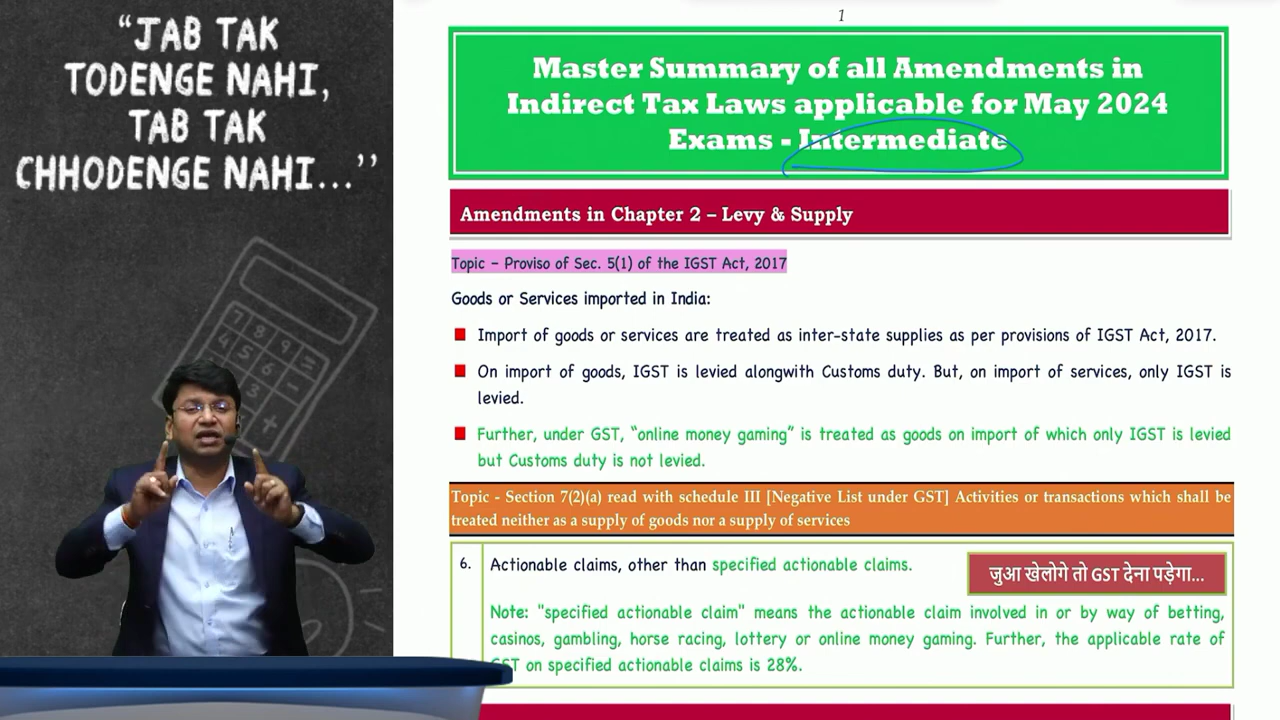 “JAB TAK
TODENGE NAHI,
TAB TAK
CHHODENGE NAHI...’’
1
Master Summary of all Amendments in
Indirect Tax Laws applicable for May 2024
Exams - Intermediate
Amendments in Chapter 2 – Levy & Supply
Topic – Proviso of Sec. 5(1) of the IGST Act, 2017
Goods or Services imported in India:
Import of goods or services are treated as inter-state supplies as per provisions of IGST Act, 2017.
On import of goods, IGST is levied alongwith Customs duty. But, on import of services, only IGST is
levied.
Further, under GST, “online money gaming” is treated as goods on import of which only IGST is levied
but Customs duty is not levied.
Topic - Section 7(2)(a) read with schedule III [Negative List under GST] Activities or transactions which shall be
treated neither as a supply of goods nor a supply of services
6. Actionable claims, other than specified actionable claims.
जुआ खेलोगे तो GST देना पड़ेगा...
Note: "specified actionable claim" means the actionable claim involved in or by way of betting,
casinos, gambling, horse racing, lottery or online money gaming. Further, the applicable rate of
GST on specified actionable claims is 28%.
7 8 9
4 5 6
3
+